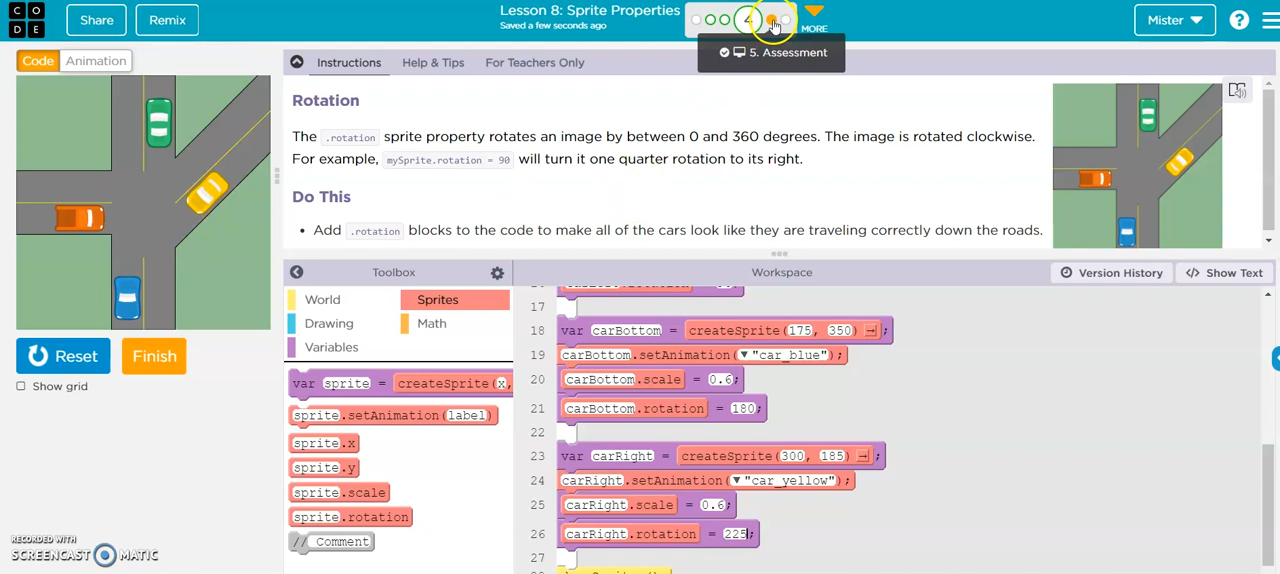 CO
DE
Share
Remix
Lesson 8: Sprite Properties
Saved a few seconds ago
4
MORE
Mister
?
5. Assessment
Code
Animation
Instructions
Help & Tips
For Teachers Only
Rotation
The .rotation sprite property rotates an image by between 0 and 360 degrees. The image is rotated clockwise.
For example, mySprite.rotation = 90 will turn it one quarter rotation to its right.
Do This
• Add .rotation blocks to the code to make all of the cars look like they are traveling correctly down the roads.
Reset
Finish
Show grid
Toolbox
World
Sprites
Drawing
Math
Variables
var sprite = createSprite(x,
sprite.setAnimation(label)
sprite.x
sprite.y
sprite.scale
sprite.rotation
// Comment
Workspace
Version History
</> Show Text
17
18 var carBottom = createSprite(175, 350);
19 carBottom.setAnimation("car_blue");
20 carBottom.scale = 0.6;
21 carBottom.rotation = 180;
22
23 var carRight = createSprite(300, 185);
24 carRight.setAnimation("car_yellow");
25 carRight.scale = 0.6;
26 carRight.rotation = 225;
27
RECORDED WITH
SCREENCAST MATIC